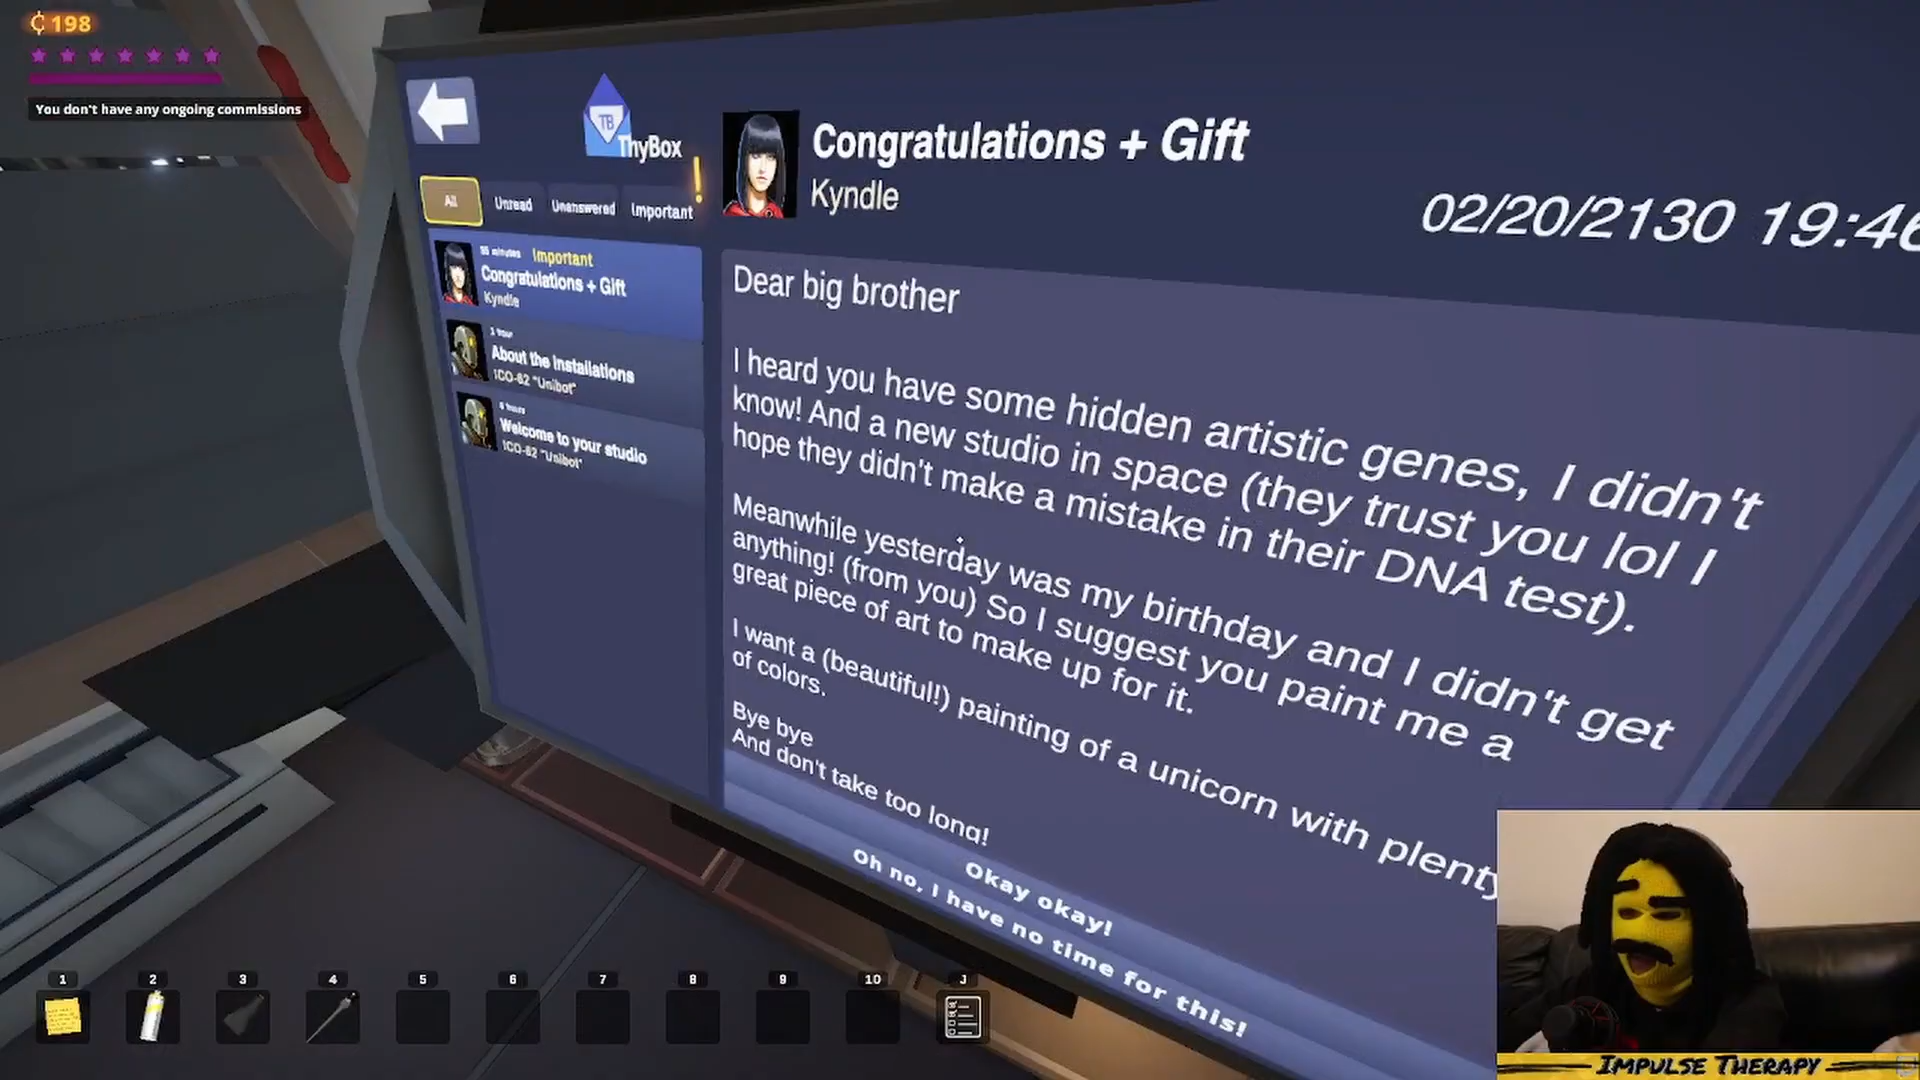 ₵ 198
You don't have any ongoing commissions
TB
ThyBox
!
All
Unread
Unanswered
Important
Important
Congratulations + Gift
Kyndle
1 hour
About the Installations
ICO-62 "Unibot"
Welcome to your studio
ICO-62 "Unibot"
Congratulations + Gift
Kyndle
02/20/2130 19:46
Dear big brother
I heard you have some hidden artistic genes, I didn't
know! And a new studio in space (they trust you lol I
hope they didn't make a mistake in their DNA test).
Meanwhile yesterday was my birthday and I didn't get
anything! (from you) So I suggest you paint me a
great piece of art to make up for it.
I want a (beautiful!) painting of a unicorn with plenty
of colors.
Bye bye
And don't take too long!
Okay okay!
Oh no, I have no time for this!
1
2
3
4
5
6
7
8
9
10
J
IMPULSE THERAPY